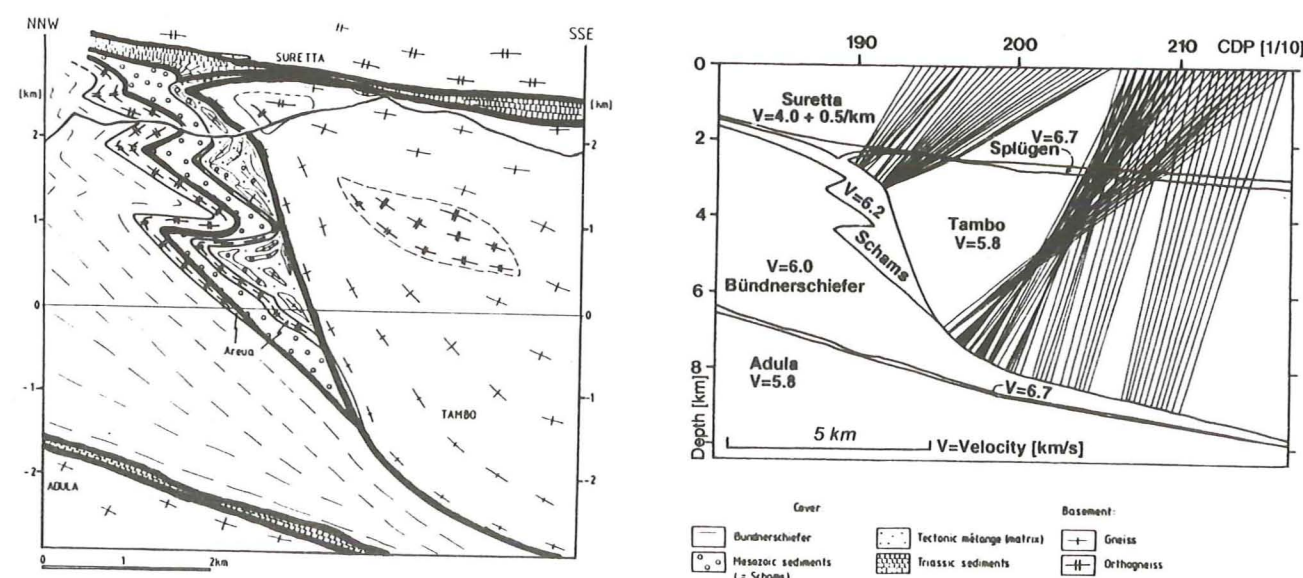 NNW
SSE
SURETTA
[km]
[km]
2
2
1
1
0
0
Areua
-1
-1
TAMBO
-2
-2
ADULA
0 1 2km
190 200 210 CDP [1/10]
0
Suretta
V=4.0 + 0.5/km
V=6.7
Splügen
2
V=6.2
4
Tambo
V=5.8
Schams
V=6.0
Bündnerschiefer
6
Adula
V=5.8
8
V=6.7
Depth [km]
5 km
V=Velocity [km/s]
Cover
Basement:
Bundnerschiefer
Tectonic mélange (matrix)
Gneiss
Mesozoic sediments
Triassic sediments
Orthogneiss
( = Schams)